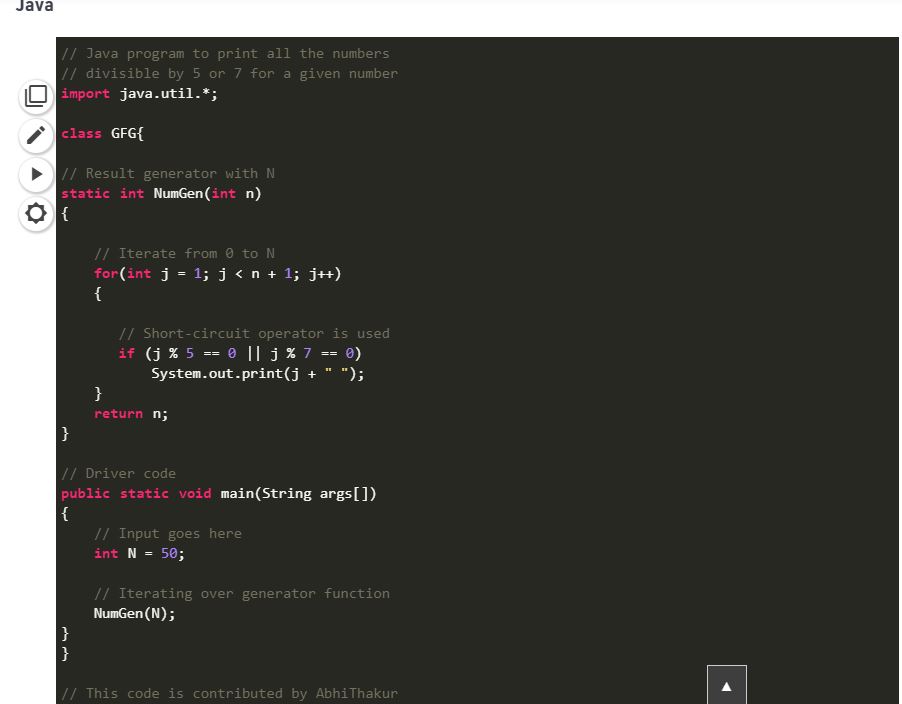 Java
// Java program to print all the numbers
// divisible by 5 or 7 for a given number
import java.util.*;
class GFG{
// Result generator with N
static int NumGen(int n)
{
// Iterate from 0 to N
for(int j = 1; j < n + 1; j++)
{
// Short-circuit operator is used
if (j % 5 == 0 || j % 7 == 0)
System.out.print(j + " ");
}
return n;
}
// Driver code
public static void main(String args[])
{
// Input goes here
int N = 50;
// Iterating over generator function
NumGen(N);
}
}
// This code is contributed by AbhiThakur